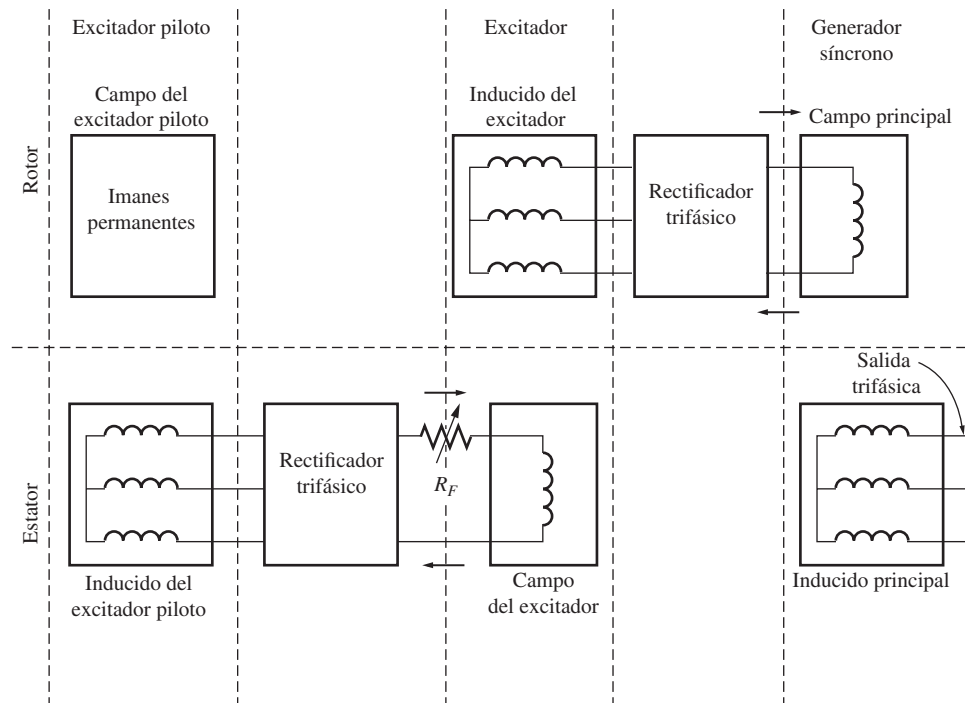 Excitador piloto
Excitador
Generador
síncrono
Rotor
Campo del
excitador piloto
Imanes
permanentes
Inducido del
excitador
Rectificador
trifásico
Campo principal
Estator
Inducido del
excitador piloto
Rectificador
trifásico
R_F
Campo
del excitador
Salida
trifásica
Inducido principal